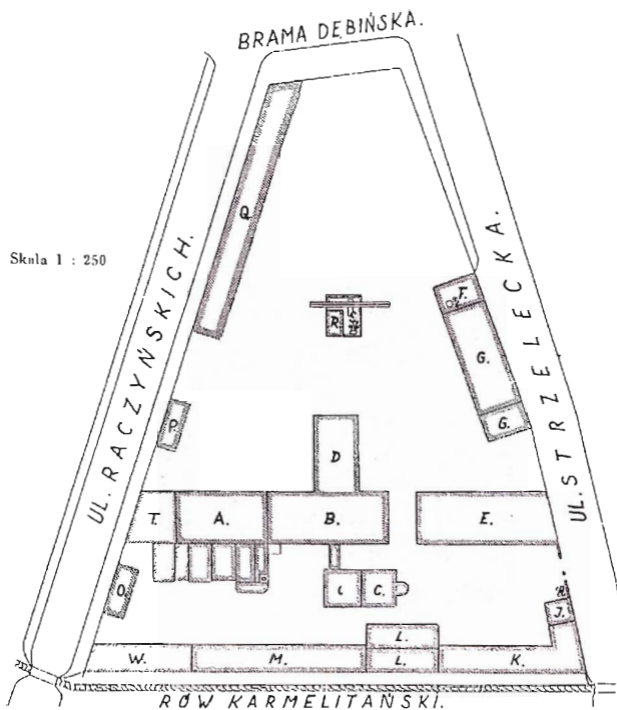 BRAMA DĘBIŃSKA.
Skala 1 : 250
UL. RACZYŃSKICH.
UL. STRZELECKA.
Q.
R.
F.
G.
G.
P.
D
T.
A.
B.
E.
O.
C.
R
J.
L.
W.
M.
L.
K.
RÓW KARMELITAŃSKI.